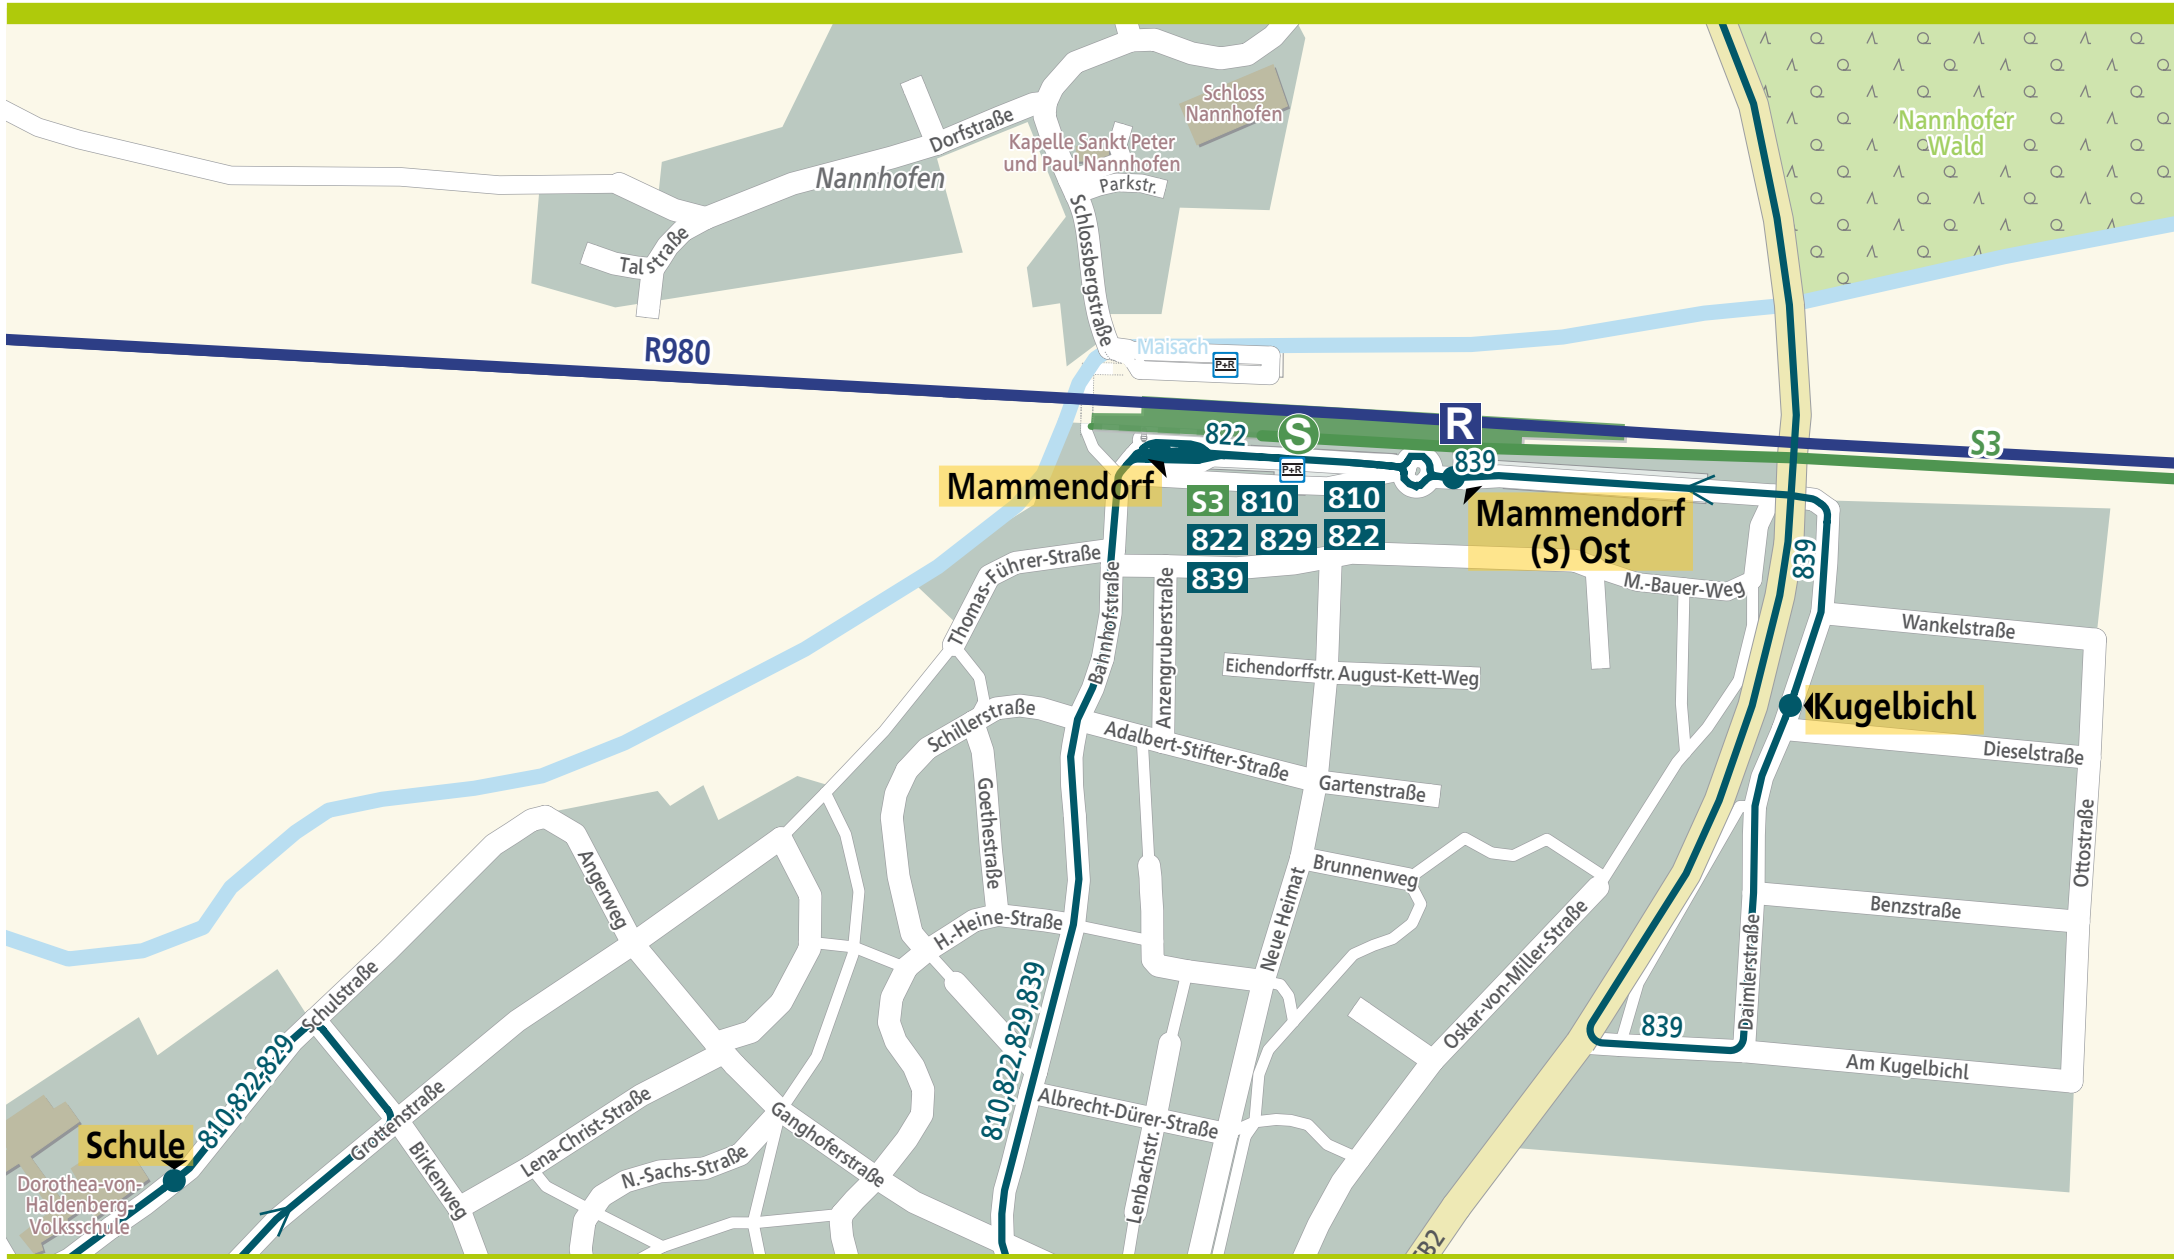 Schloss
Nannhofen
Nannhofer
Wald
Dorfstraße
Kapelle Sankt Peter
und Paul Nannhofen
Nannhofen
Parkstr.
Talstraße
Schlossbergstraße
R980
Maisach
P+R
R
S
822
S3
839
P+R
Mammendorf
S3 810
822 829
839
810
822
Mammendorf
(S) Ost
839
Thomas-Führer-Straße
Bahnhofstraße
Anzengruberstraße
M.-Bauer-Weg
Wankelstraße
Eichendorffstr.
August-Kett-Weg
Kugelbichl
Schillerstraße
Adalbert-Stifter-Straße
Dieselstraße
Goethestraße
Gartenstraße
Ottostraße
Angerweg
Brunnenweg
Neue Heimat
H.-Heine-Straße
Benzstraße
Oskar-von-Miller-Straße
Daimlerstraße
Schulstraße
810,822,829,839
839
810,822,829
Am Kugelbichl
Grottenstraße
Lena-Christ-Straße
Ganghoferstraße
Albrecht-Dürer-Straße
Schule
Birkenweg
N.-Sachs-Straße
Lenbachstr.
Dorothea-von-
Haldenberg-
Volksschule
B2